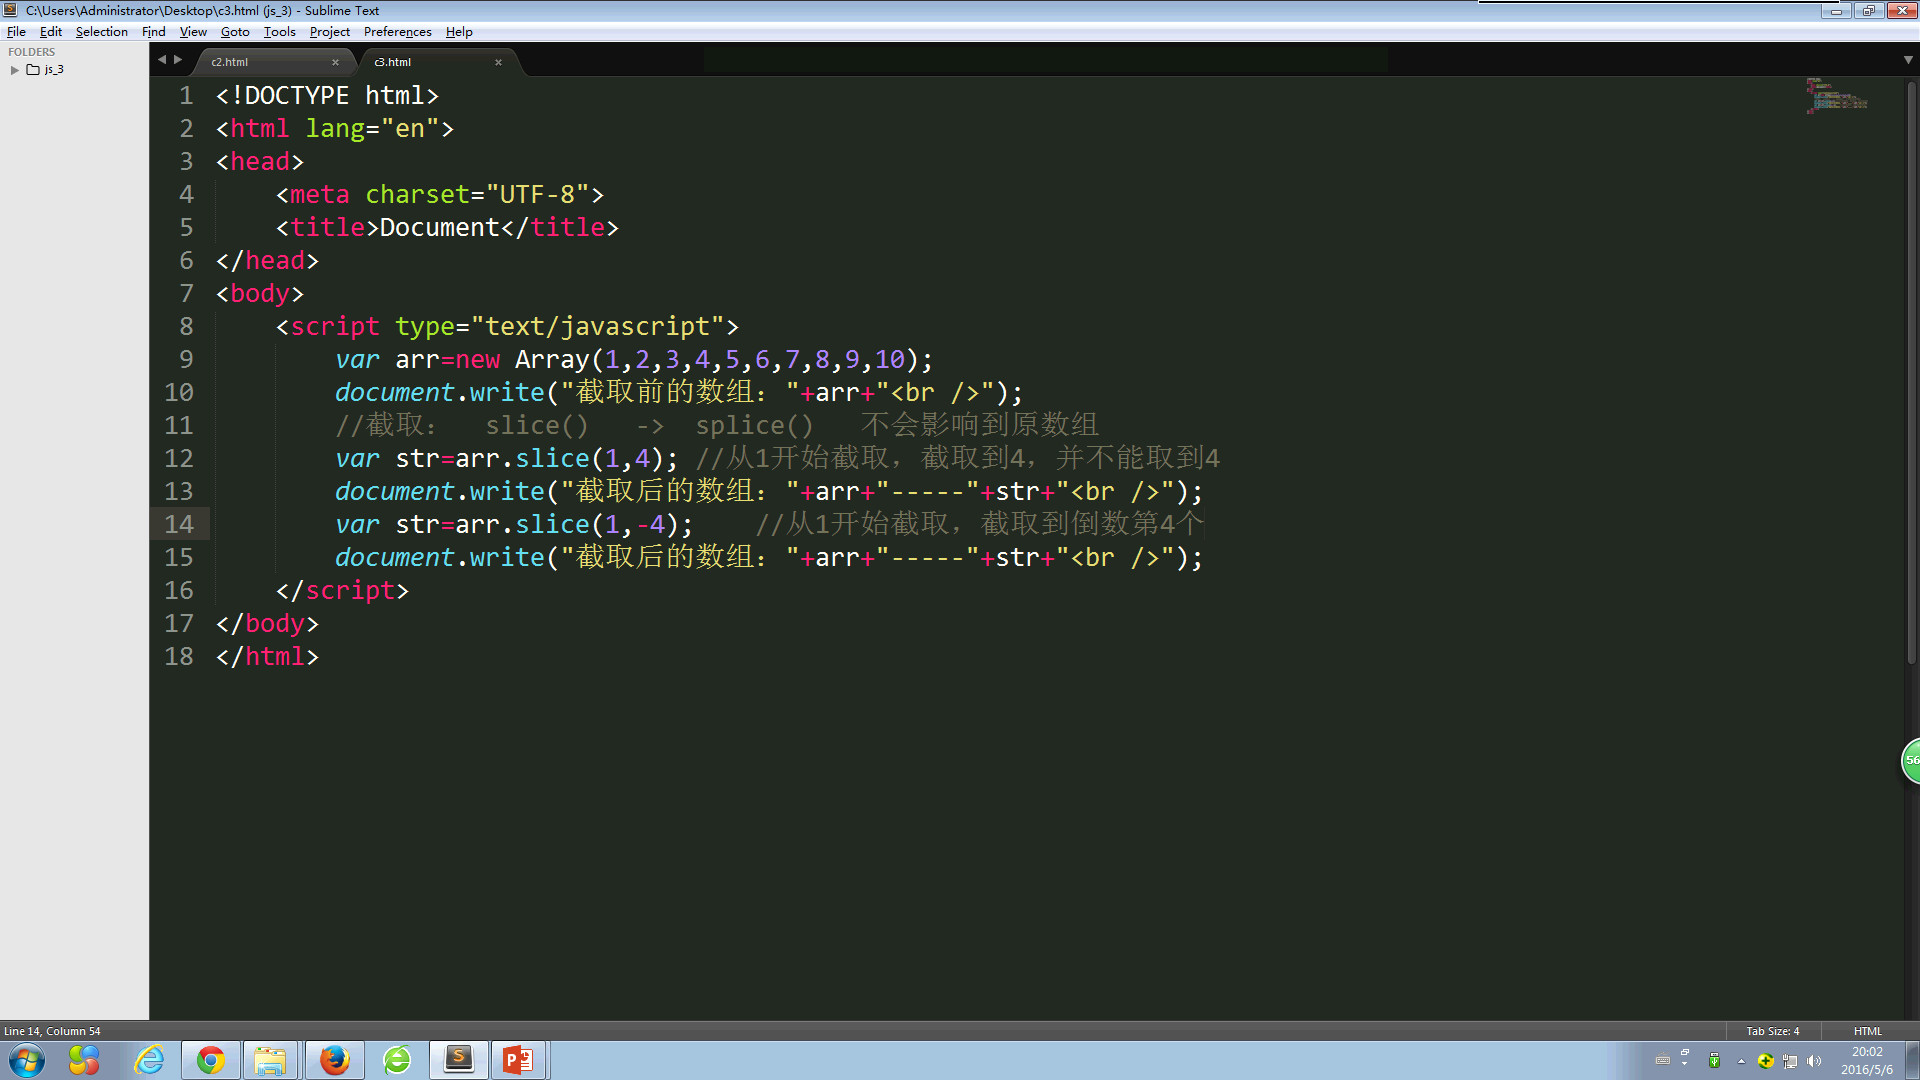 C:\Users\Administrator\Desktop\c3.html (js_3) - Sublime Text
File Edit Selection Find View Goto Tools Project Preferences Help
FOLDERS
js_3
c2.html × c3.html ×
1 <!DOCTYPE html>
2 <html lang="en">
3 <head>
4     <meta charset="UTF-8">
5     <title>Document</title>
6 </head>
7 <body>
8     <script type="text/javascript">
9         var arr=new Array(1,2,3,4,5,6,7,8,9,10);
10         document.write("截取前的数组："+arr+"<br />");
11         //截取：  slice()   ->  splice()   不会影响到原数组
12         var str=arr.slice(1,4); //从1开始截取，截取到4，并不能取到4
13         document.write("截取后的数组："+arr+"-----"+str+"<br />");
14         var str=arr.slice(1,-4);    //从1开始截取，截取到倒数第4个
15         document.write("截取后的数组："+arr+"-----"+str+"<br />");
16     </script>
17 </body>
18 </html>
56
Line 14, Column 54 Tab Size: 4 HTML
20:02
2016/5/6